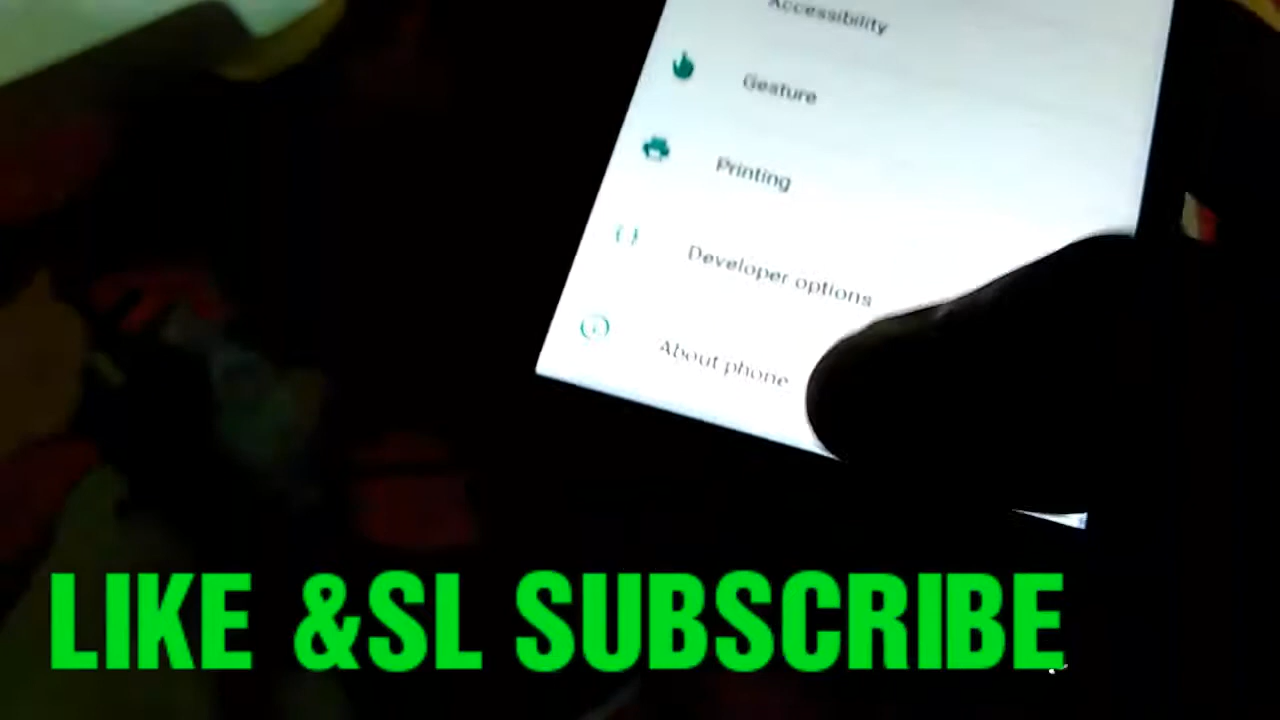 Accessibility
Gesture
Printing
Developer options
About phone
LIKE &SL SUBSCRIBE